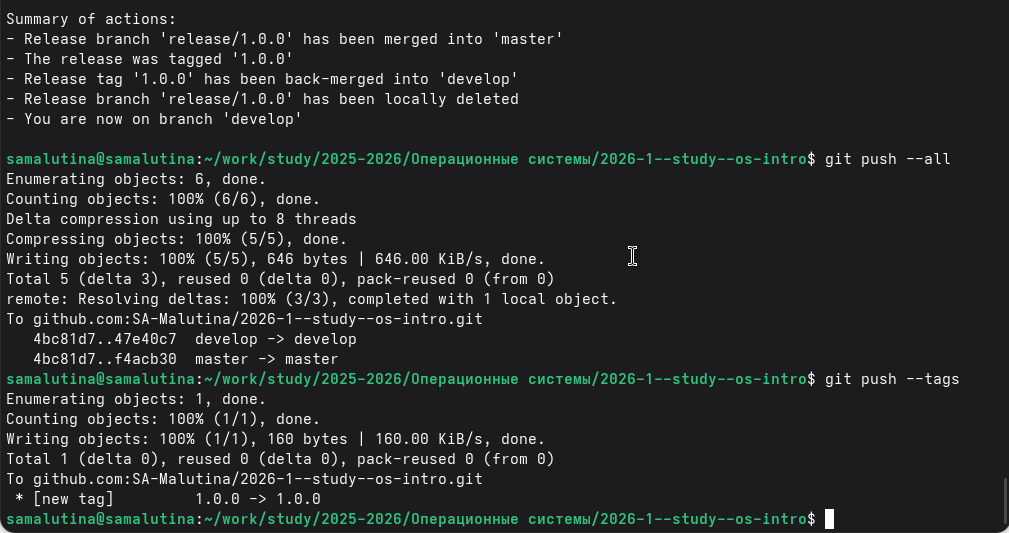 Summary of actions:
- Release branch 'release/1.0.0' has been merged into 'master'
- The release was tagged '1.0.0'
- Release tag '1.0.0' has been back-merged into 'develop'
- Release branch 'release/1.0.0' has been locally deleted
- You are now on branch 'develop'

samalutina@samalutina:~/work/study/2025-2026/Операционные системы/2026-1--study--os-intro$ git push --all
Enumerating objects: 6, done.
Counting objects: 100% (6/6), done.
Delta compression using up to 8 threads
Compressing objects: 100% (5/5), done.
Writing objects: 100% (5/5), 646 bytes | 646.00 KiB/s, done.
Total 5 (delta 3), reused 0 (delta 0), pack-reused 0 (from 0)
remote: Resolving deltas: 100% (3/3), completed with 1 local object.
To github.com:SA-Malutina/2026-1--study--os-intro.git
   4bc81d7..47e40c7  develop -> develop
   4bc81d7..f4acb30  master -> master
samalutina@samalutina:~/work/study/2025-2026/Операционные системы/2026-1--study--os-intro$ git push --tags
Enumerating objects: 1, done.
Counting objects: 100% (1/1), done.
Writing objects: 100% (1/1), 160 bytes | 160.00 KiB/s, done.
Total 1 (delta 0), reused 0 (delta 0), pack-reused 0 (from 0)
To github.com:SA-Malutina/2026-1--study--os-intro.git
 * [new tag]         1.0.0 -> 1.0.0
samalutina@samalutina:~/work/study/2025-2026/Операционные системы/2026-1--study--os-intro$